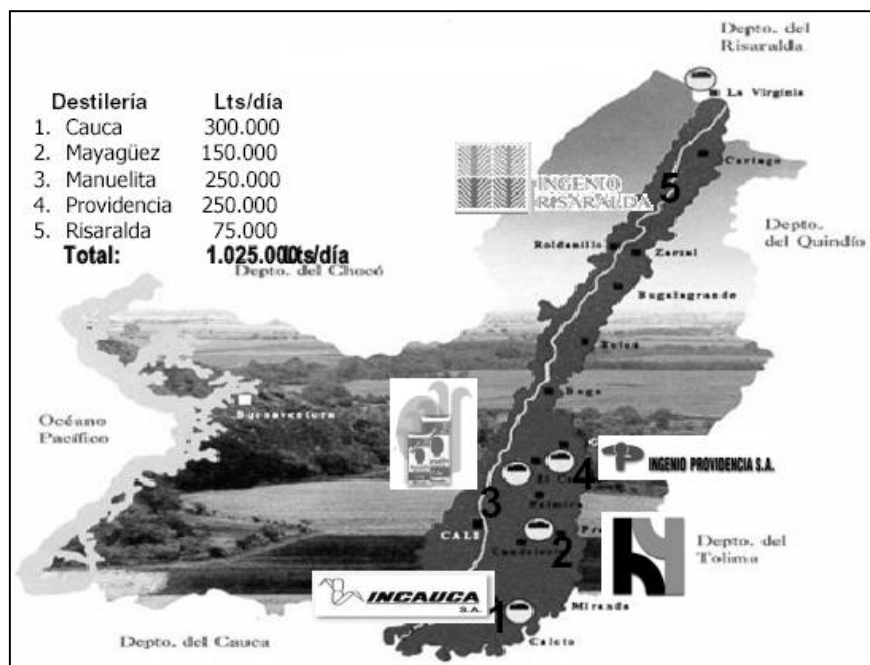 Depto. del
Risaralda
La Virginia
Destilería Lts/día
1. Cauca 300.000
2. Mayagüez 150.000
3. Manuelita 250.000
4. Providencia 250.000
5. Risaralda 75.000
Total: 1.025.000 Lts/día
Cartago
INGENIO
RISARALDA
5
Depto.
del Quindío
Roldanillo
Zarzal
Depto. del Chocó
Bugalagrande
Tuluá
Buga
Buenaventura
Océano
Pacífico
4
INGENIO PROVIDENCIA S.A.
Palmira
3
CALI
2
Depto. del
Tolima
INCAUCA
S.A.
1
Miranda
Caloto
Depto. del Cauca